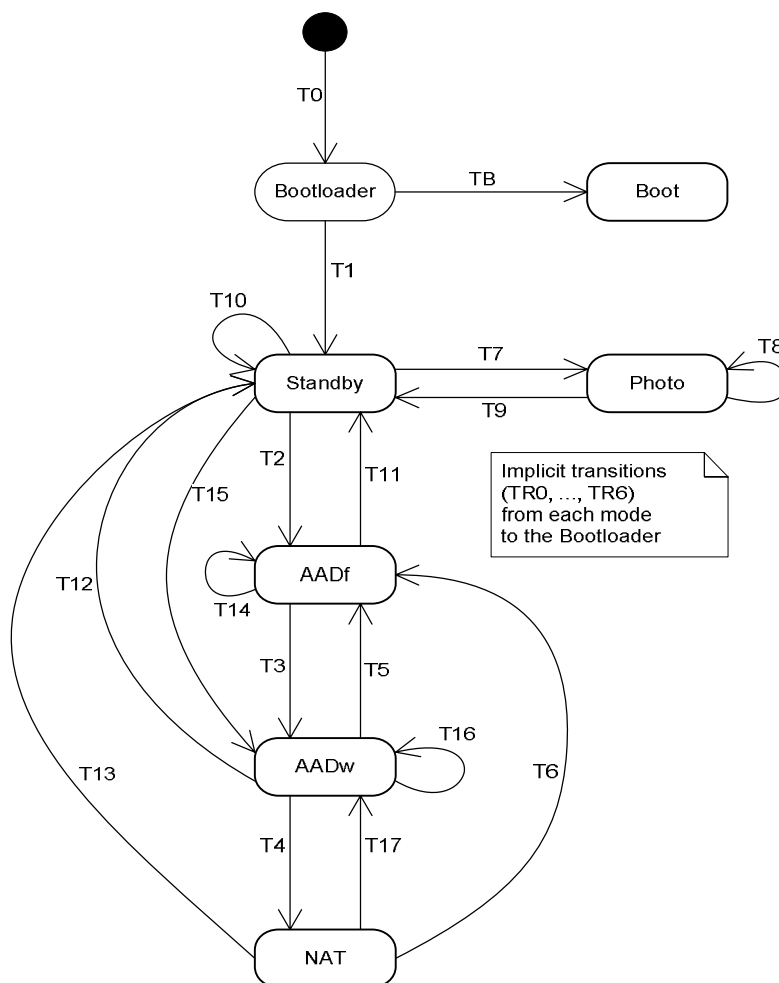 T0
Bootloader
TB
Boot
T1
T10
Standby
T7
T9
Photo
T8
T2
T11
T15
Implicit transitions
(TR0, ..., TR6)
from each mode
to the Bootloader
T12
AADf
T14
T3
T5
T16
AADw
T13
T6
T4
T17
NAT